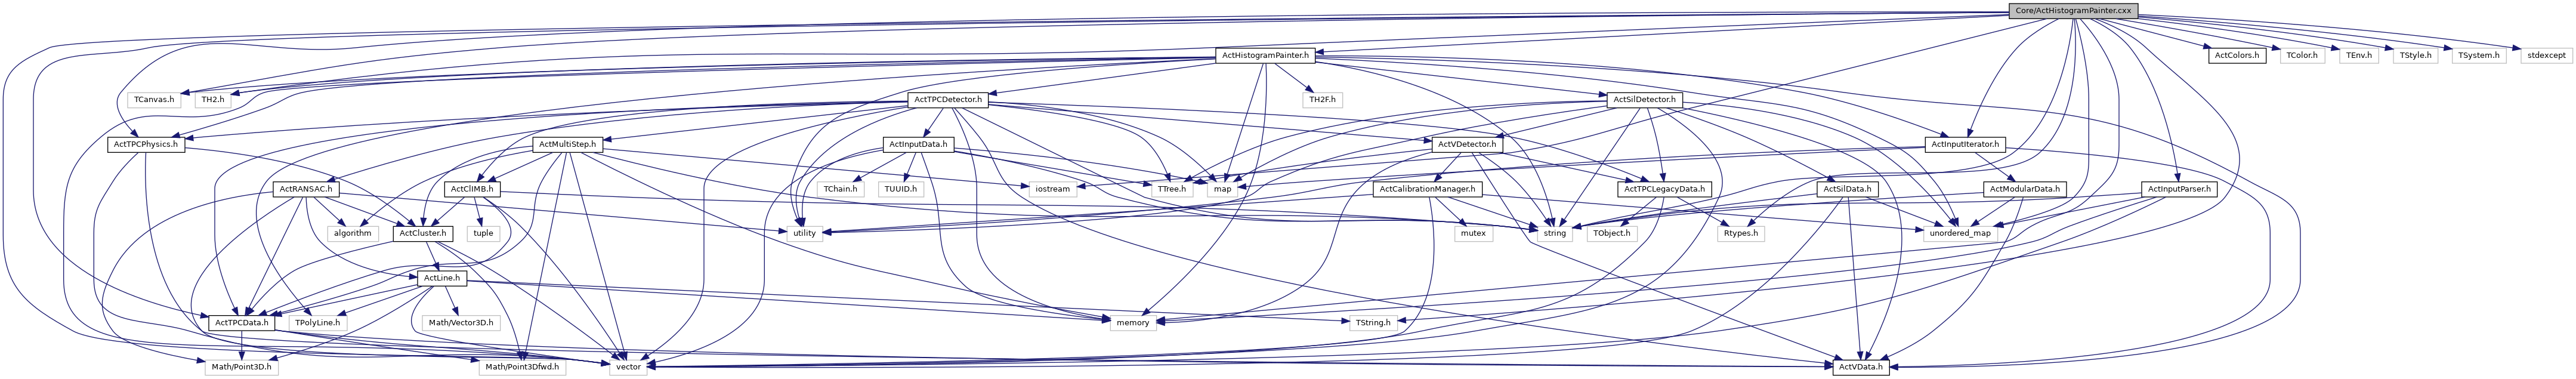 Core/ActHistogramPainter.cxx
ActHistogramPainter.h
ActColors.h
TColor.h
TEnv.h
TStyle.h
TSystem.h
stdexcept
TCanvas.h
TH2.h
ActTPCDetector.h
TH2F.h
ActSilDetector.h
ActTPCPhysics.h
ActMultiStep.h
ActInputData.h
ActVDetector.h
ActInputIterator.h
ActRANSAC.h
ActClIMB.h
TChain.h
TUUID.h
iostream
TTree.h
map
ActCalibrationManager.h
ActTPCLegacyData.h
ActSilData.h
ActModularData.h
ActInputParser.h
algorithm
ActCluster.h
tuple
utility
mutex
string
TObject.h
Rtypes.h
unordered_map
ActLine.h
ActTPCData.h
TPolyLine.h
Math/Vector3D.h
memory
TString.h
Math/Point3D.h
Math/Point3Dfwd.h
vector
ActVData.h